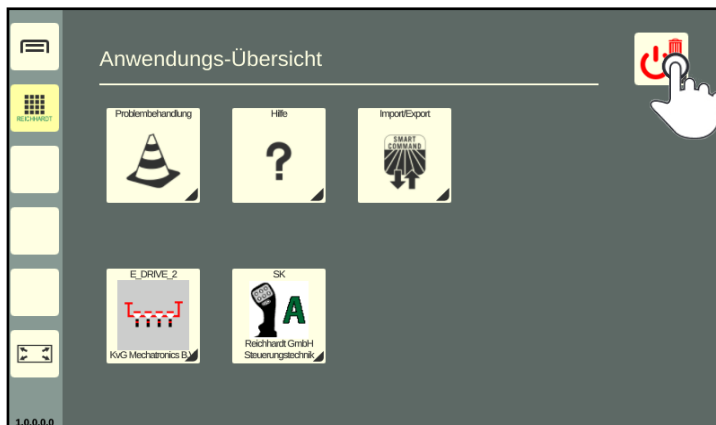 Anwendungs-Übersicht
REICHHARDT
Problembehandlung
Hilfe
Import/Export
?
SMART
COMMAND
E_DRIVE_2
KvG Mechatronics B.V.
SK
A
Reichhardt GmbH
Steuerungstechnik
1.0.0.0.0